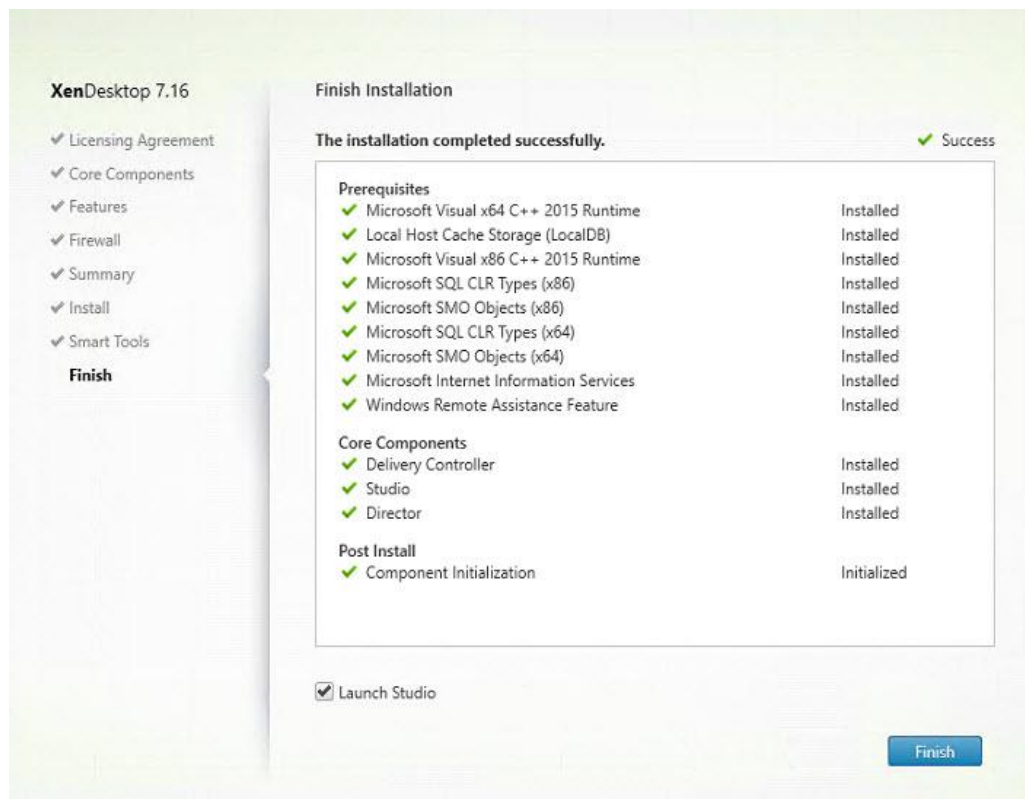 XenDesktop 7.16
Licensing Agreement
Core Components
Features
Firewall
Summary
Install
Smart Tools
Finish
Finish Installation
The installation completed successfully. Success
Prerequisites
Microsoft Visual x64 C++ 2015 Runtime Installed
Local Host Cache Storage (LocalDB) Installed
Microsoft Visual x86 C++ 2015 Runtime Installed
Microsoft SQL CLR Types (x86) Installed
Microsoft SMO Objects (x86) Installed
Microsoft SQL CLR Types (x64) Installed
Microsoft SMO Objects (x64) Installed
Microsoft Internet Information Services Installed
Windows Remote Assistance Feature Installed
Core Components
Delivery Controller Installed
Studio Installed
Director Installed
Post Install
Component Initialization Initialized
Launch Studio
Finish